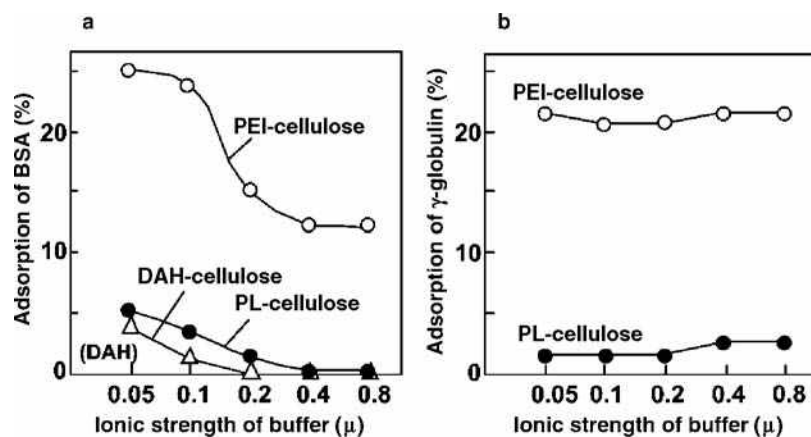 a
Adsorption of BSA (%)
20
10
0
PEI-cellulose
DAH-cellulose
PL-cellulose
(DAH)
0.05 0.1 0.2 0.4 0.8
Ionic strength of buffer (μ)
b
Adsorption of γ-globulin (%)
20
10
0
PEI-cellulose
PL-cellulose
0.05 0.1 0.2 0.4 0.8
Ionic strength of buffer (μ)